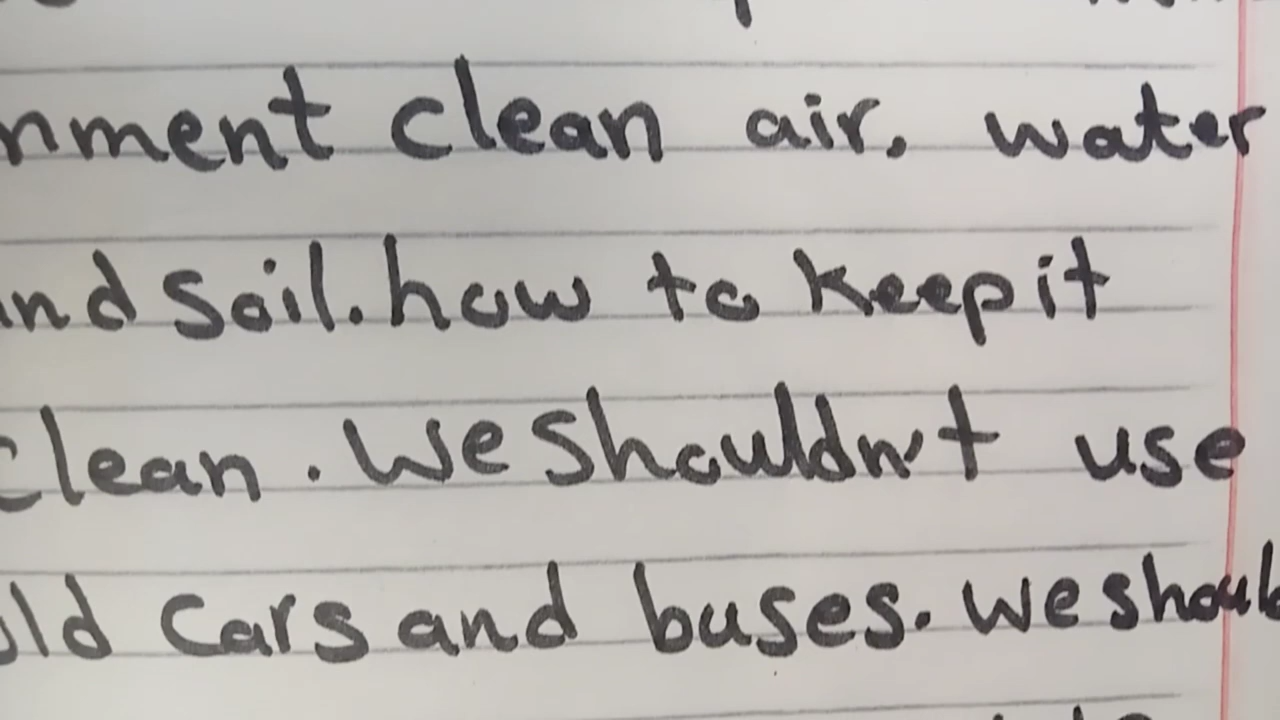 nment clean air. water
and Soil. how to keep it
clean. We shouldn't use
old Cars and buses. We should